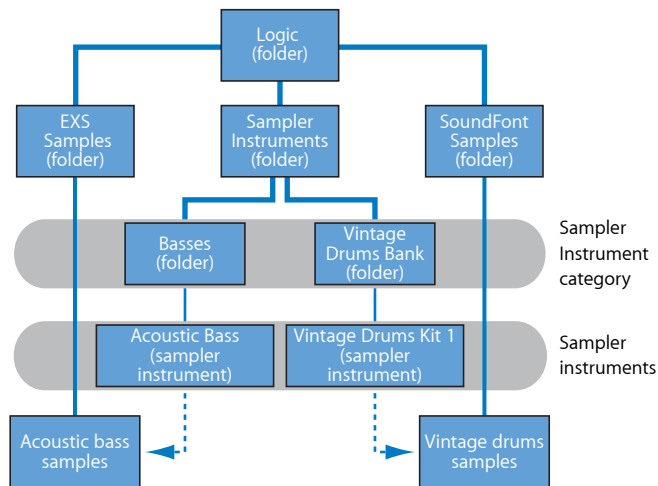 Logic
(folder)
EXS
Samples
(folder)
Sampler
Instruments
(folder)
SoundFont
Samples
(folder)
Basses
(folder)
Vintage
Drums Bank
(folder)
Sampler
Instrument
category
Acoustic Bass
(sampler
instrument)
Vintage Drums Kit 1
(sampler
instrument)
Sampler
instruments
Acoustic bass
samples
Vintage drums
samples